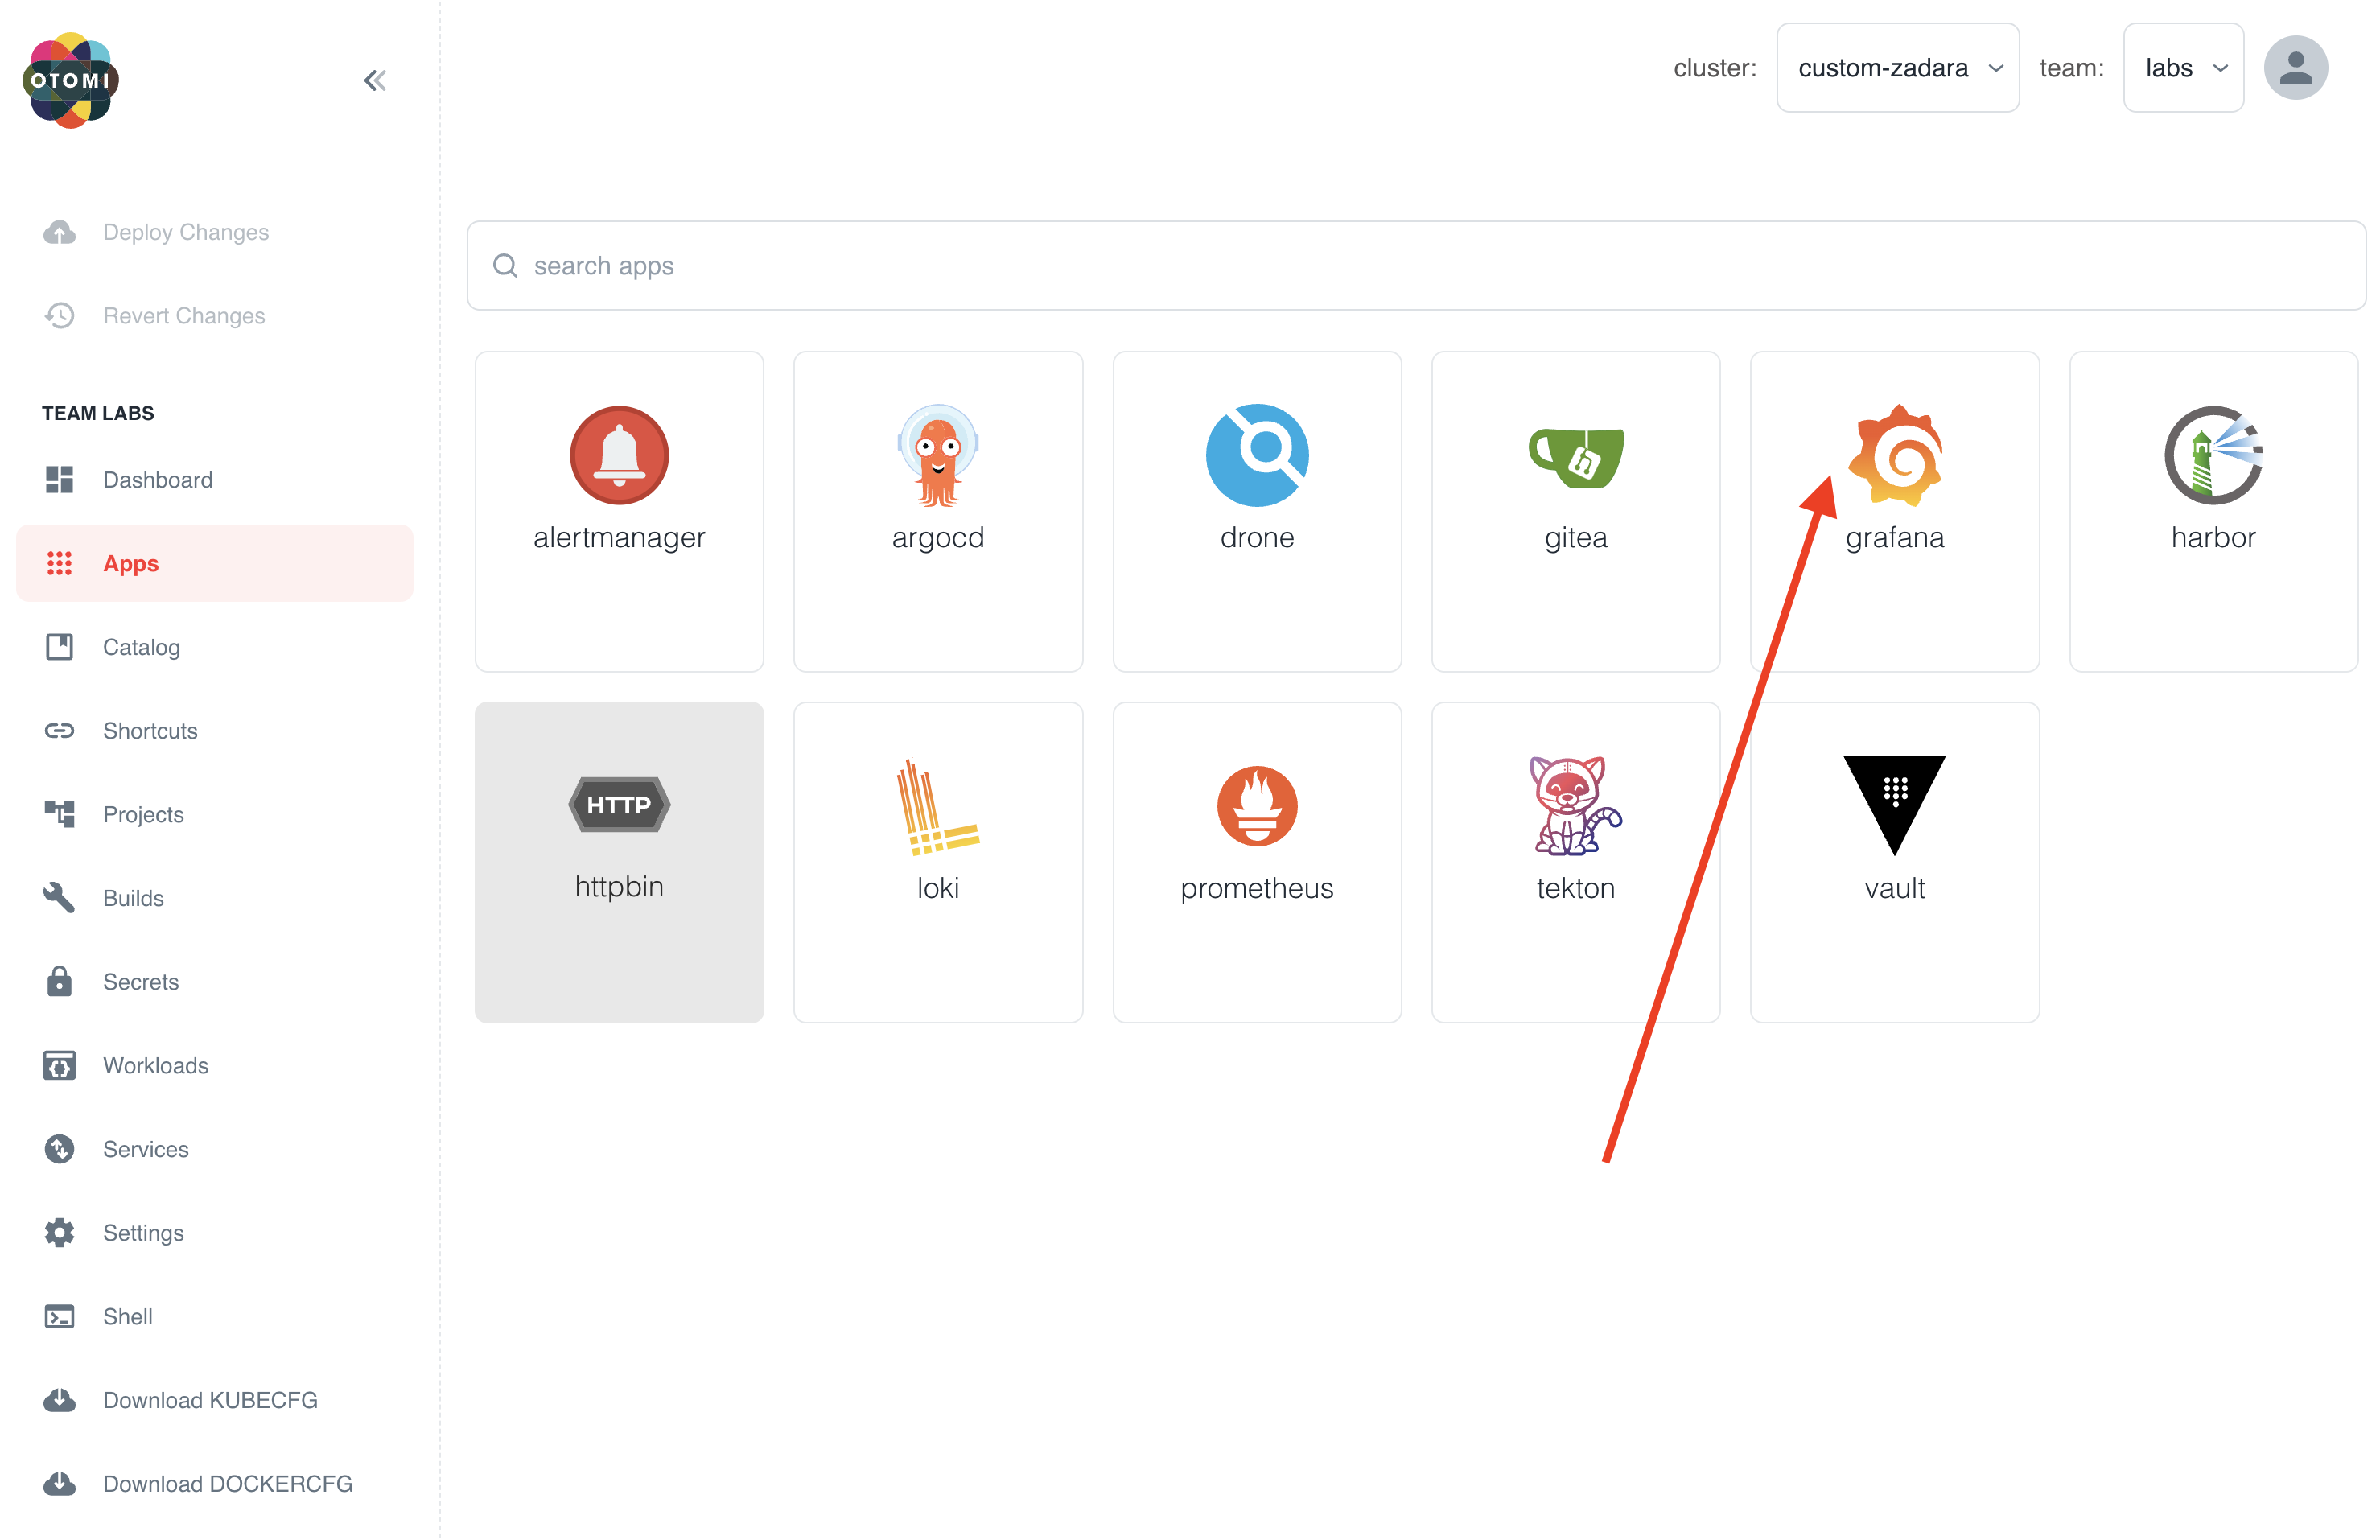 OTOMI
cluster: custom-zadara team: labs
Deploy Changes
search apps
Revert Changes
TEAM LABS
Dashboard
Apps
Catalog
Shortcuts
Projects
Builds
Secrets
Workloads
Services
Settings
Shell
Download KUBECFG
Download DOCKERCFG
alertmanager argocd drone gitea grafana harbor
HTTP
httpbin loki prometheus tekton vault